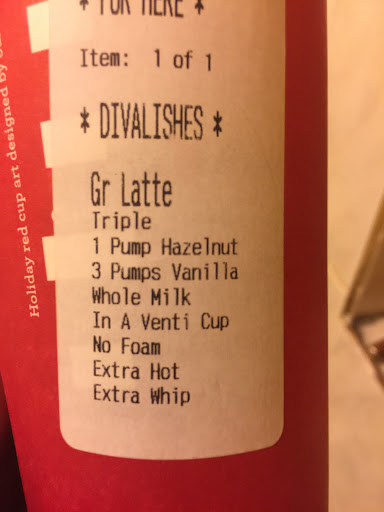 * FOR HERE *
Item: 1 of 1
* DIVALISHES *
Gr Latte
Triple
1 Pump Hazelnut
3 Pumps Vanilla
Whole Milk
In A Venti Cup
No Foam
Extra Hot
Extra Whip
Holiday red cup art designed by